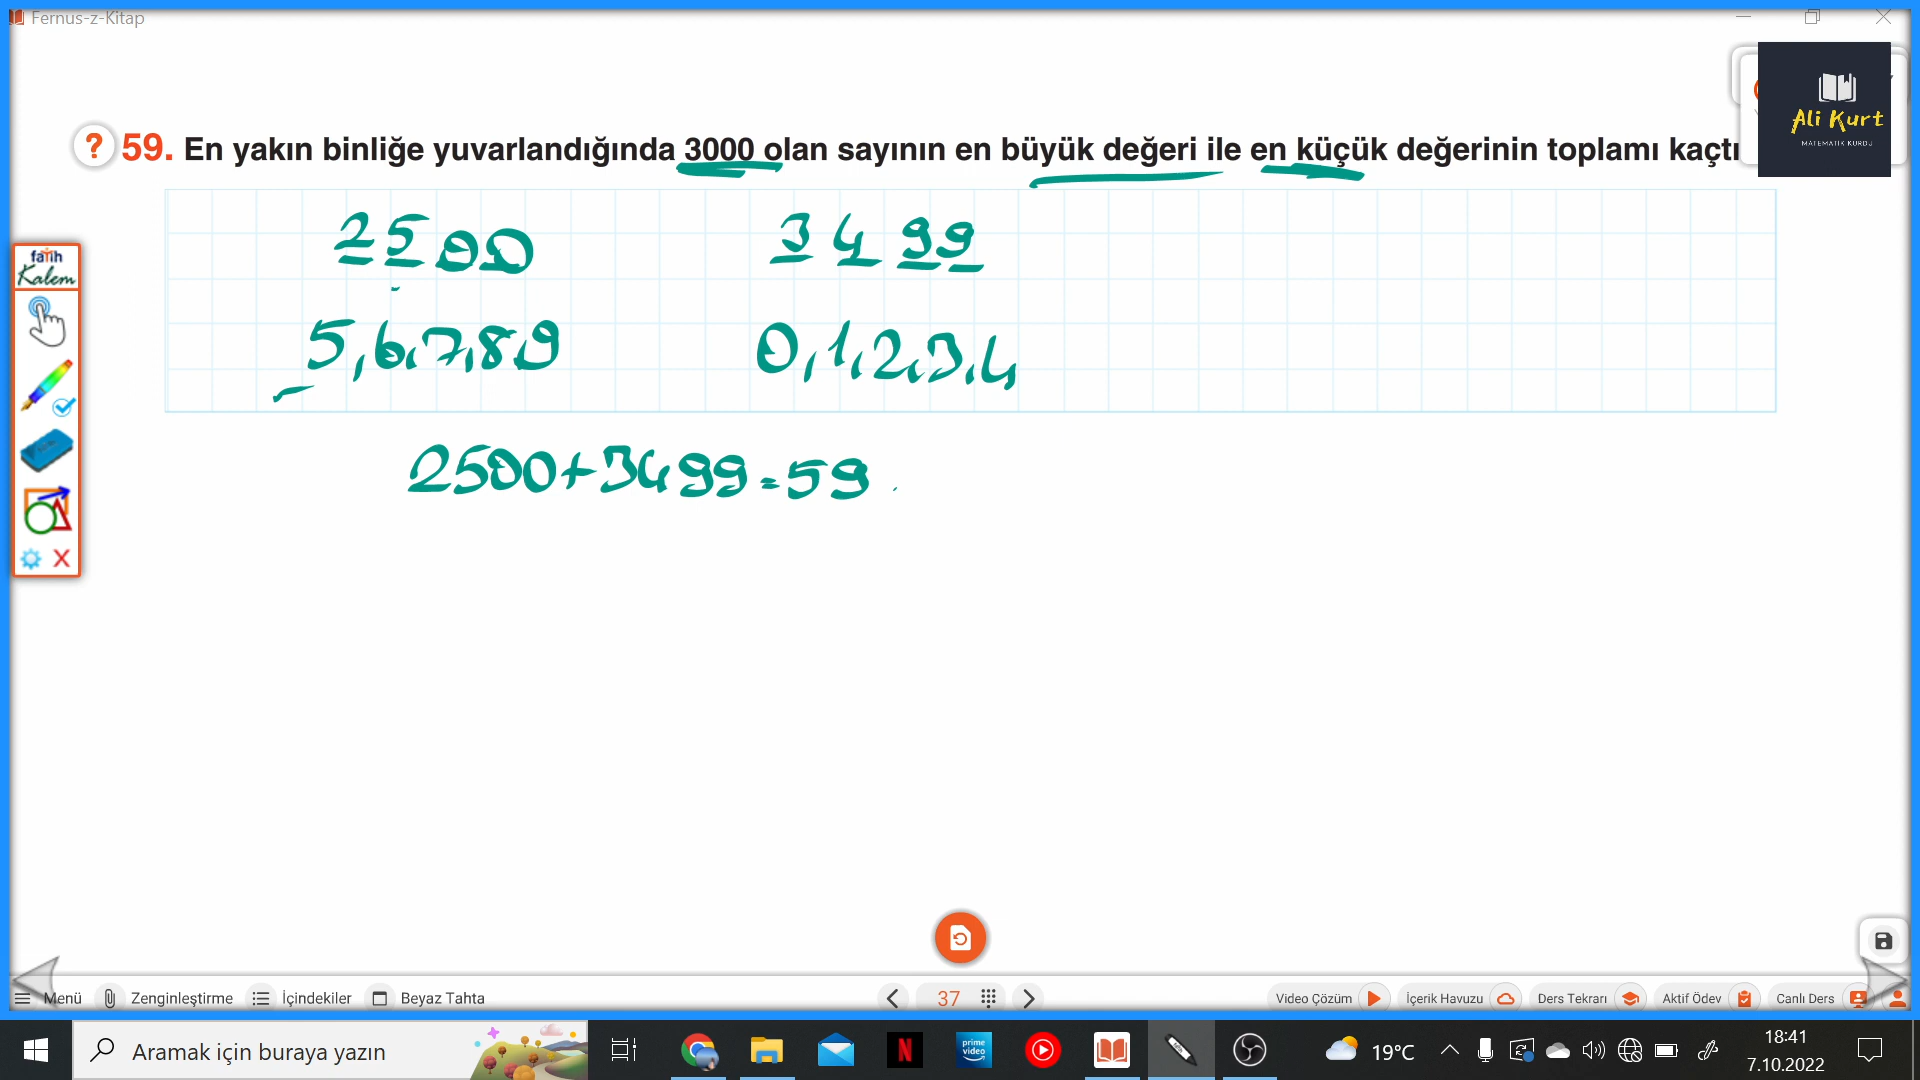 Fernus-z-Kitap
Ali Kurt
MATEMATİK KURDU
? 59. En yakın binliğe yuvarlandığında 3000 olan sayının en büyük değeri ile en küçük değerinin toplamı kaçtı
2500 3499
5,6,7,8,9 0,1,2,3,4
2500+3499=59
fatih
Kalem
Menü Zenginleştirme İçindekiler Beyaz Tahta 37 Video Çözüm İçerik Havuzu Ders Tekrarı Aktif Ödev Canlı Ders
Aramak için buraya yazın
prime
video
19°C
18:41
7.10.2022